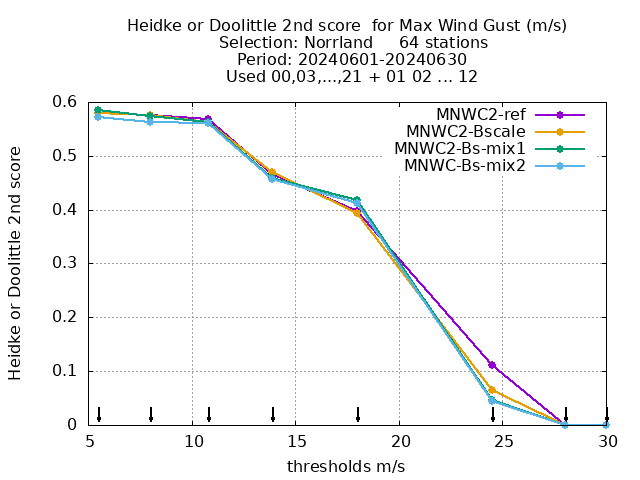 Heidke or Doolittle 2nd score  for Max Wind Gust (m/s)
Selection: Norrland     64 stations
Period: 20240601-20240630
Used 00,03,...,21 + 01 02 ... 12
Heidke or Doolittle 2nd score
0.6
0.5
0.4
0.3
0.2
0.1
0
MNWC2-ref
MNWC2-Bscale
MNWC2-Bs-mix1
MNWC-Bs-mix2
5 10 15 20 25 30
thresholds m/s